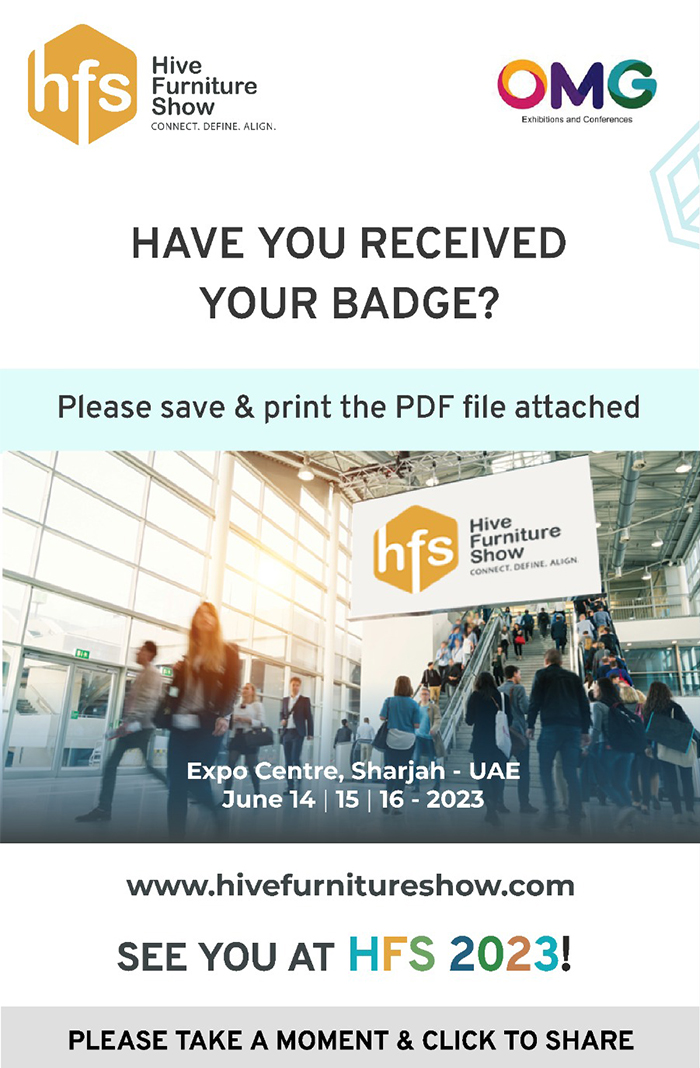 hfs
Hive
Furniture
Show
CONNECT. DEFINE. ALIGN.
OMG
Exhibitions and Conferences
HAVE YOU RECEIVED
YOUR BADGE?
Please save & print the PDF file attached
hfs
Hive
Furniture
Show
CONNECT. DEFINE. ALIGN.
Expo Centre, Sharjah - UAE
June 14 | 15 | 16 - 2023
www.hivefurnitureshow.com
SEE YOU AT HFS 2023!
PLEASE TAKE A MOMENT & CLICK TO SHARE